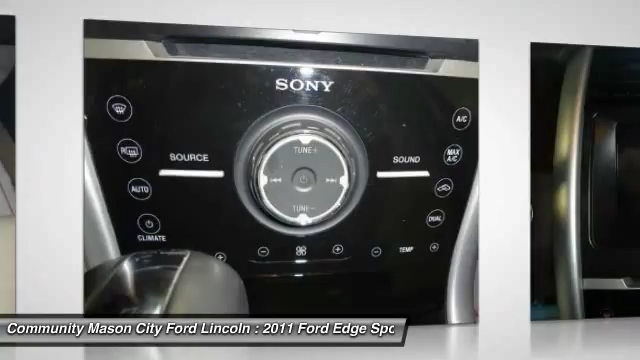 SONY
A/C
R
TUNE+
MAX
A/C
SOURCE
SOUND
AUTO
TUNE-
DUAL
CLIMATE
TEMP
Community Mason City Ford Lincoln : 2011 Ford Edge Spo